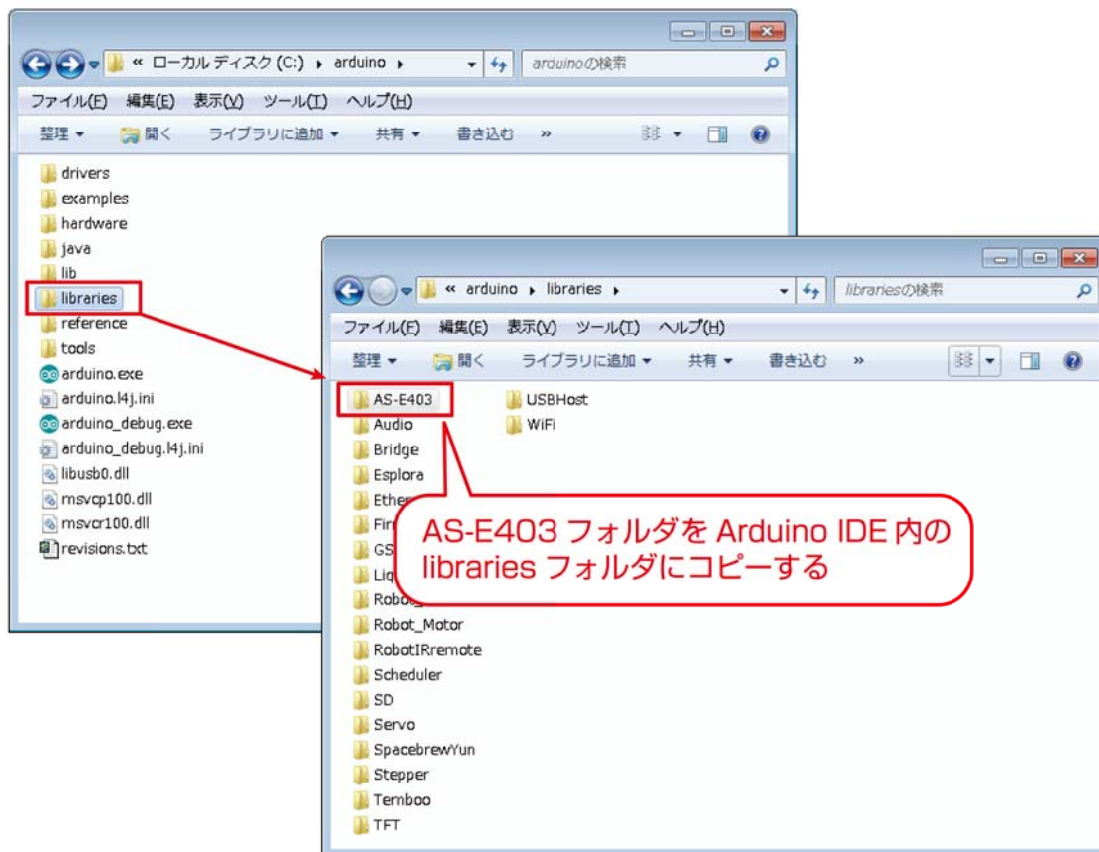 « ローカル ディスク (C:) ▸ arduino ▸
arduinoの検索
ファイル(F) 編集(E) 表示(V) ツール(T) ヘルプ(H)
整理 ▼ 開く ライブラリに追加 ▼ 共有 ▼ 書き込む »
drivers
examples
hardware
java
lib
libraries
reference
tools
arduino.exe
arduino.l4j.ini
arduino_debug.exe
arduino_debug.l4j.ini
libusb0.dll
msvcp100.dll
msvcr100.dll
revisions.txt
« arduino ▸ libraries ▸
librariesの検索
ファイル(F) 編集(E) 表示(V) ツール(T) ヘルプ(H)
整理 ▼ 開く ライブラリに追加 ▼ 共有 ▼ 書き込む »
AS-E403
Audio
Bridge
Esplora
Robot_Motor
RobotIRremote
Scheduler
SD
Servo
SpacebrewYun
Stepper
Temboo
TFT
USBHost
WiFi
AS-E403 フォルダを Arduino IDE 内の
libraries フォルダにコピーする